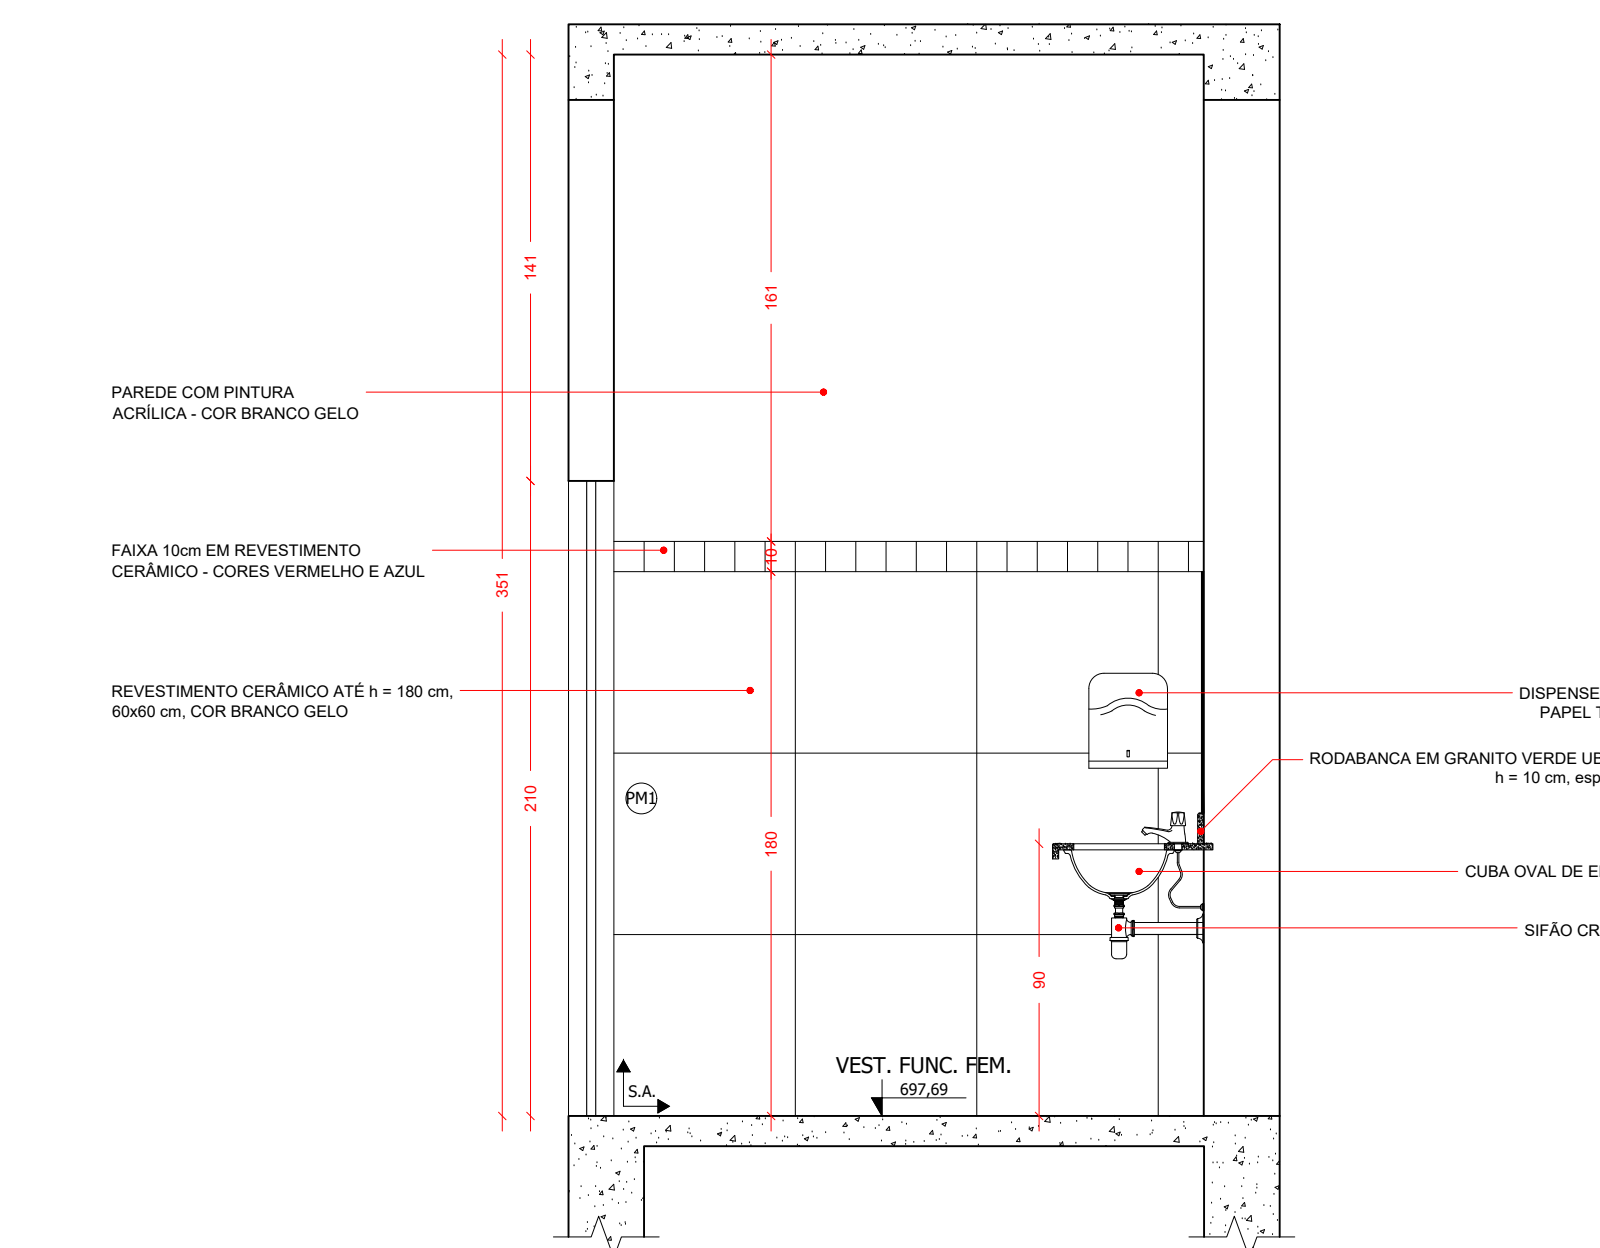 141
161
PAREDE COM PINTURA
ACRÍLICA - COR BRANCO GELO
FAIXA 10cm EM REVESTIMENTO
CERÂMICO - CORES VERMELHO E AZUL
10
351
REVESTIMENTO CERÂMICO ATÉ h = 180 cm,
60x60 cm, COR BRANCO GELO
DISPENSE
PAPEL T
RODABANCA EM GRANITO VERDE UB
h = 10 cm, esp
210
PM1
180
CUBA OVAL DE
SIFÃO CR
90
VEST. FUNC. FEM.
697,69
S.A.